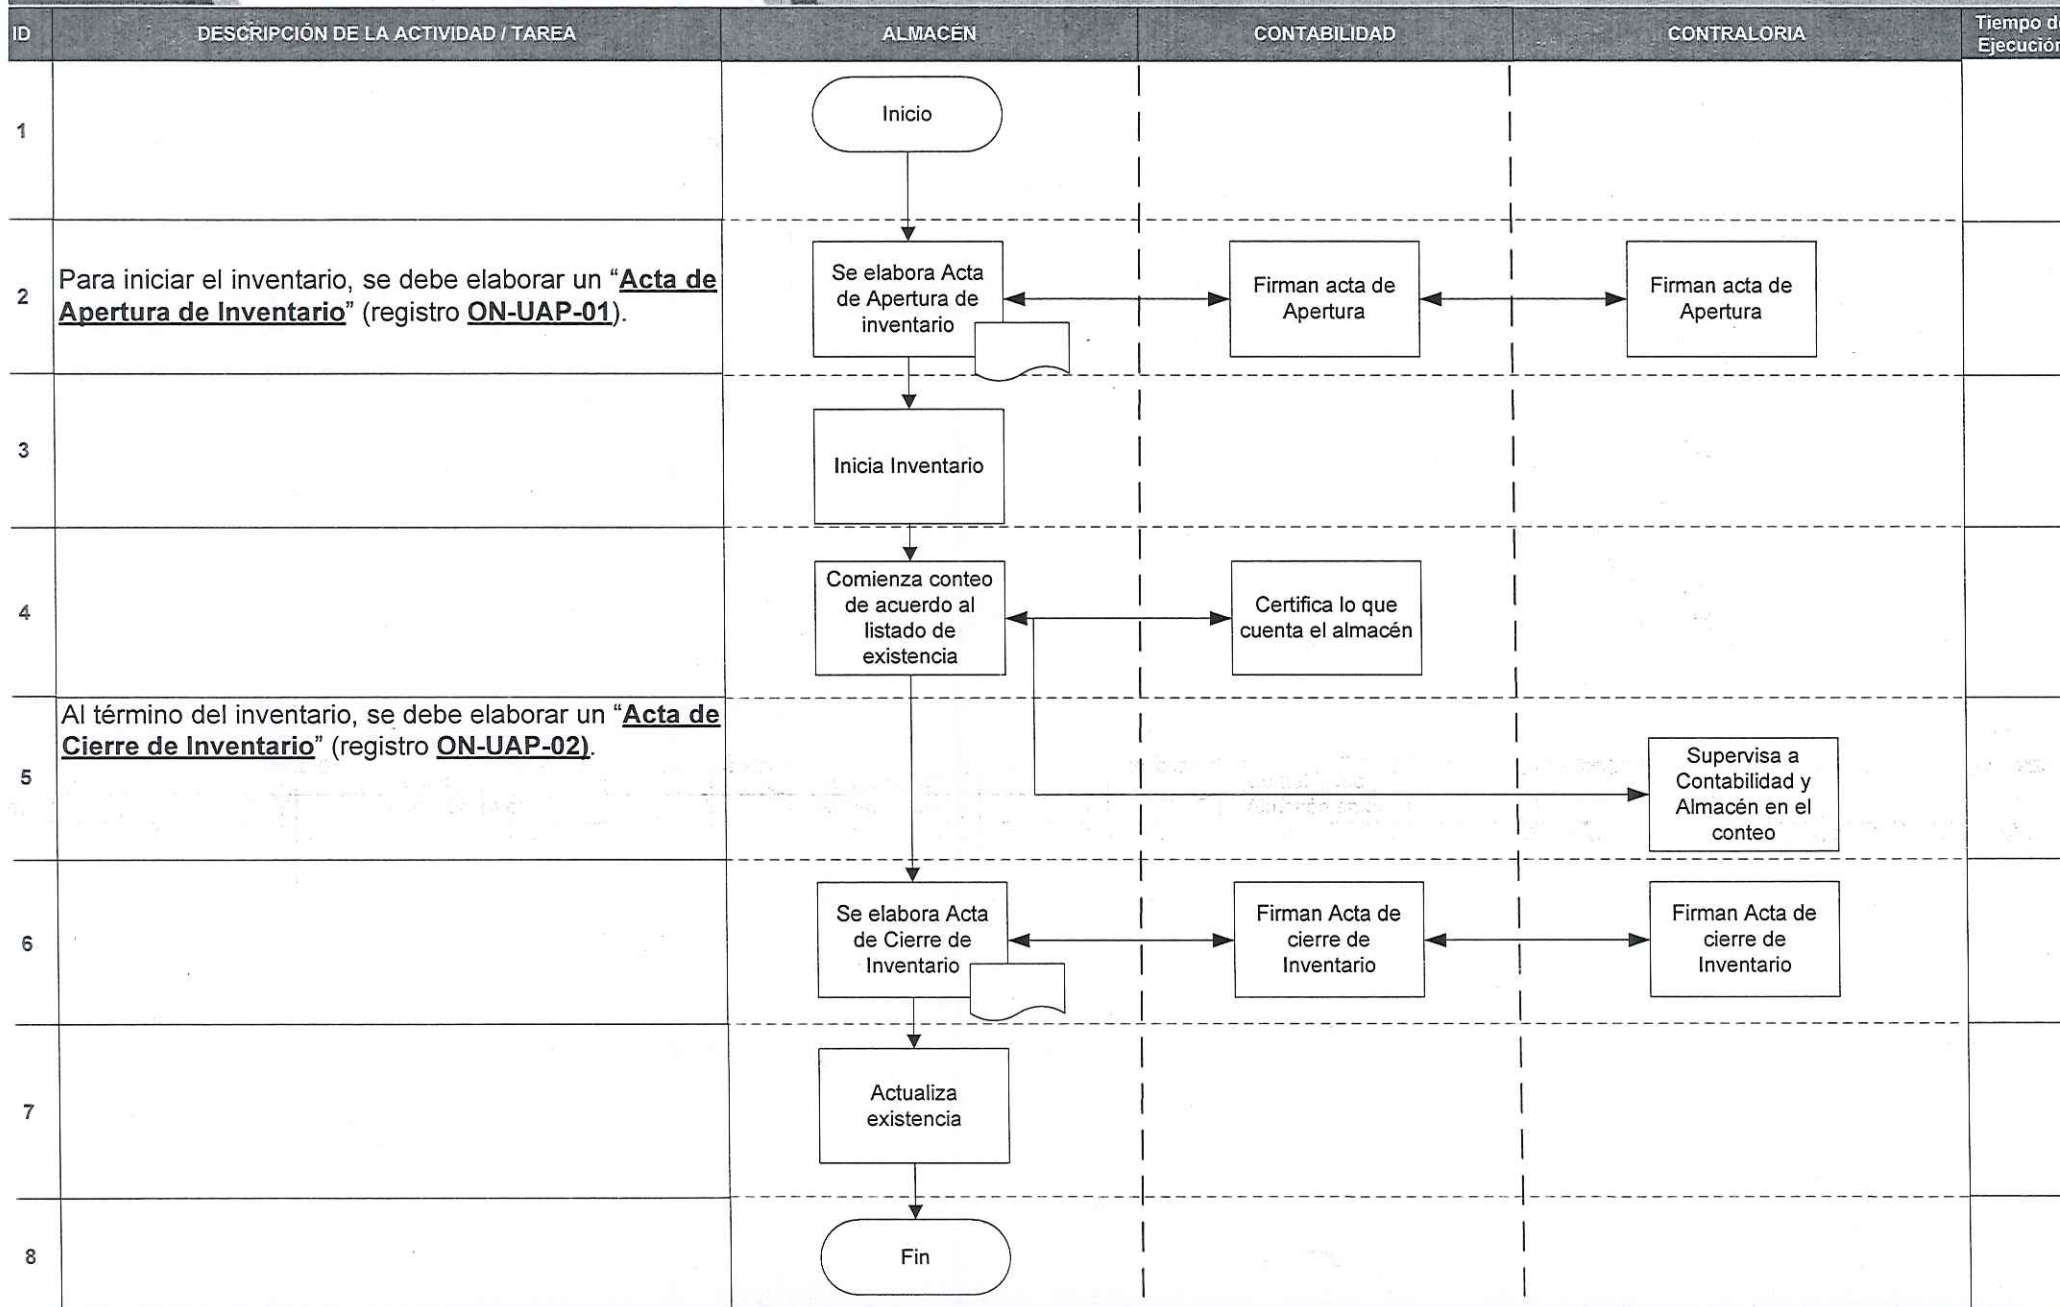 ID
DESCRIPCIÓN DE LA ACTIVIDAD / TAREA
ALMACÉN
CONTABILIDAD
CONTRALORIA
Tiempo de
Ejecución
1
Inicio
2
Para iniciar el inventario, se debe elaborar un “Acta de
Apertura de Inventario” (registro ON-UAP-01).
Se elabora Acta
de Apertura de
inventario
Firman acta de
Apertura
Firman acta de
Apertura
3
Inicia Inventario
4
Comienza conteo
de acuerdo al
listado de
existencia
Certifica lo que
cuenta el almacén
5
Al término del inventario, se debe elaborar un “Acta de
Cierre de Inventario” (registro ON-UAP-02).
Supervisa a
Contabilidad y
Almacén en el
conteo
6
Se elabora Acta
de Cierre de
Inventario
Firman Acta de
cierre de
Inventario
Firman Acta de
cierre de
Inventario
7
Actualiza
existencia
8
Fin